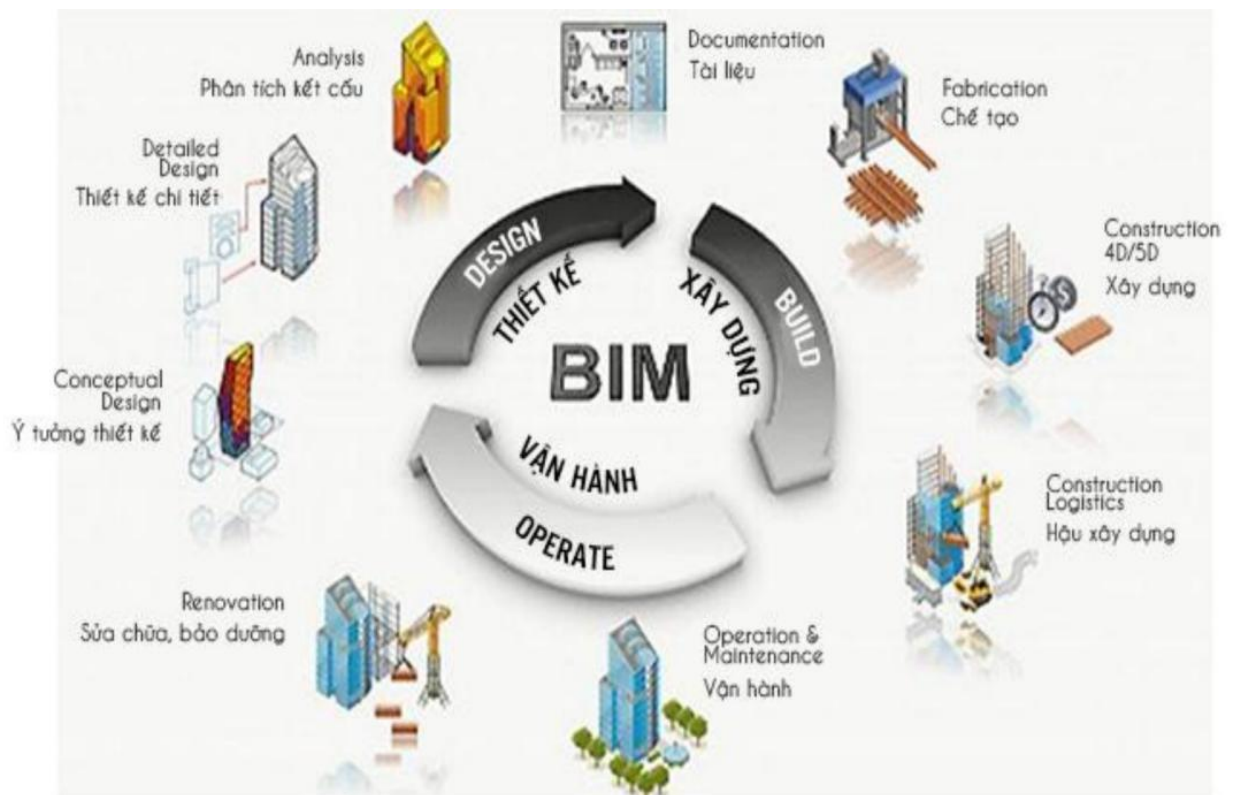 Analysis
Phân tích kết cấu
Documentation
Tài liệu
Fabrication
Chế tạo
Detailed
Design
Thiết kế chi tiết
Construction
4D/5D
Xây dựng
DESIGN
THIẾT KẾ
XÂY DỰNG
BUILD
BIM
Conceptual
Design
Ý tưởng thiết kế
VẬN HÀNH
OPERATE
Construction
Logistics
Hậu xây dựng
Renovation
Sửa chữa, bảo dưỡng
Operation &
Maintenance
Vận hành